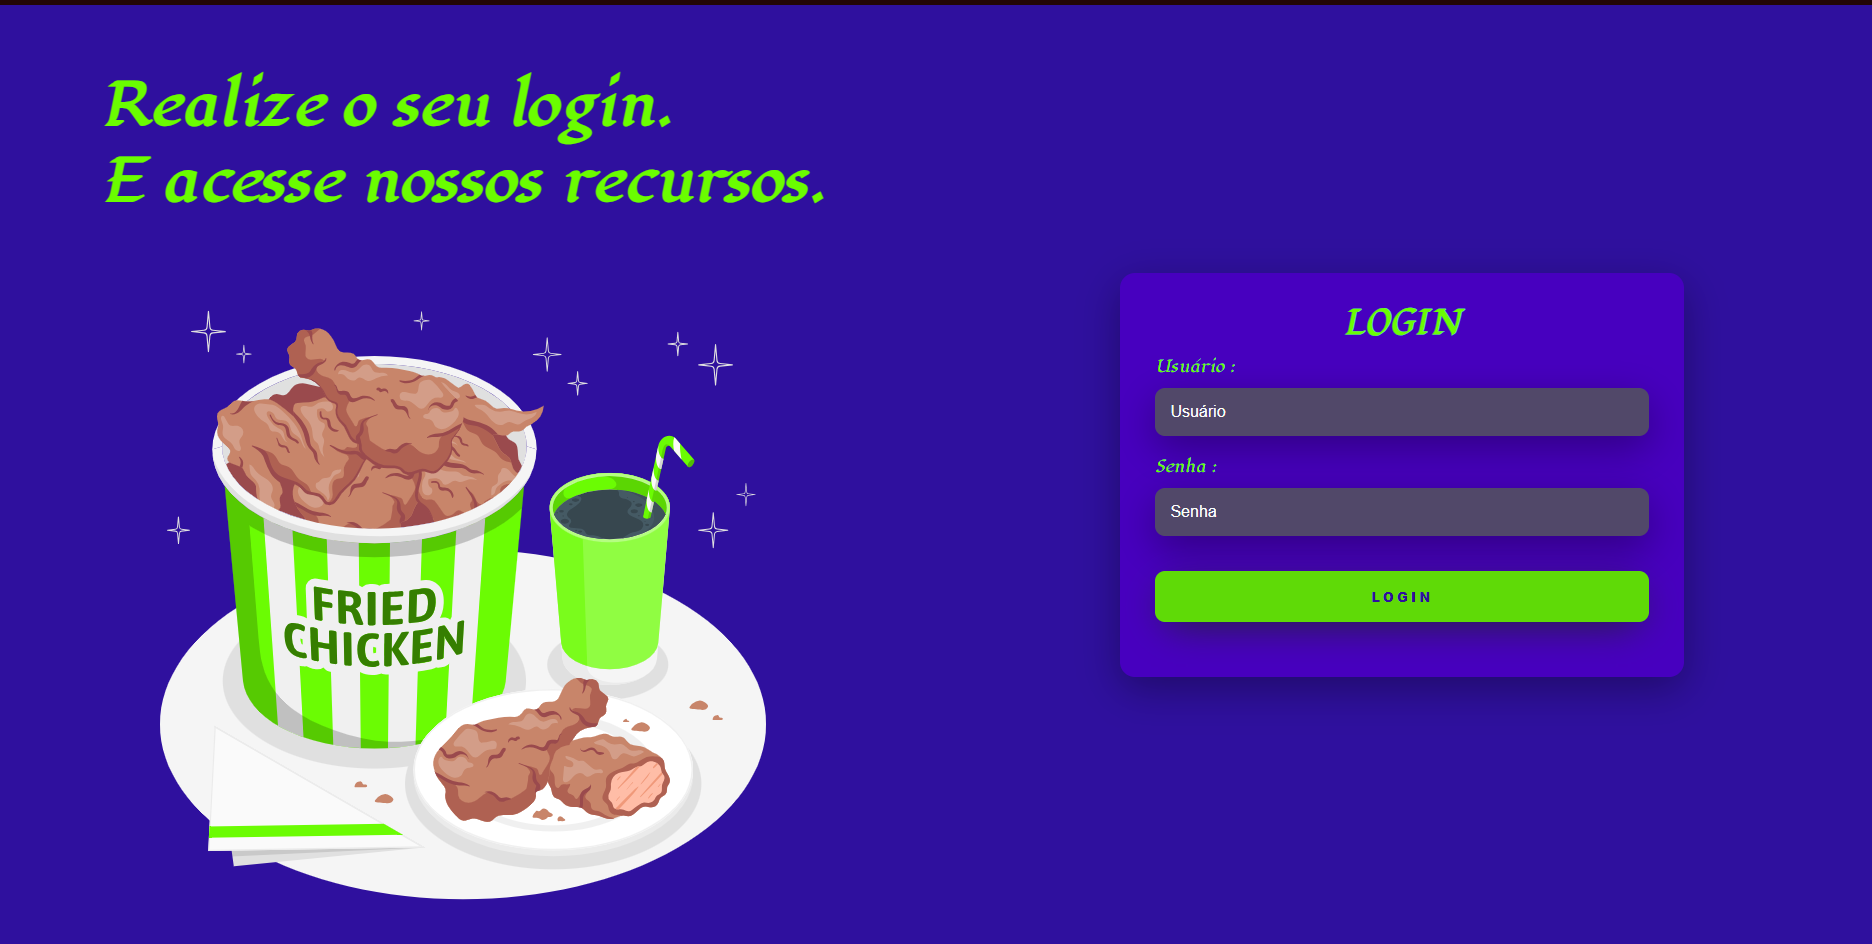 Realize o seu login.
E acesse nossos recursos.
FRIED
CHICKEN
LOGIN
Usuário :
Usuário
Senha :
Senha
LOGIN